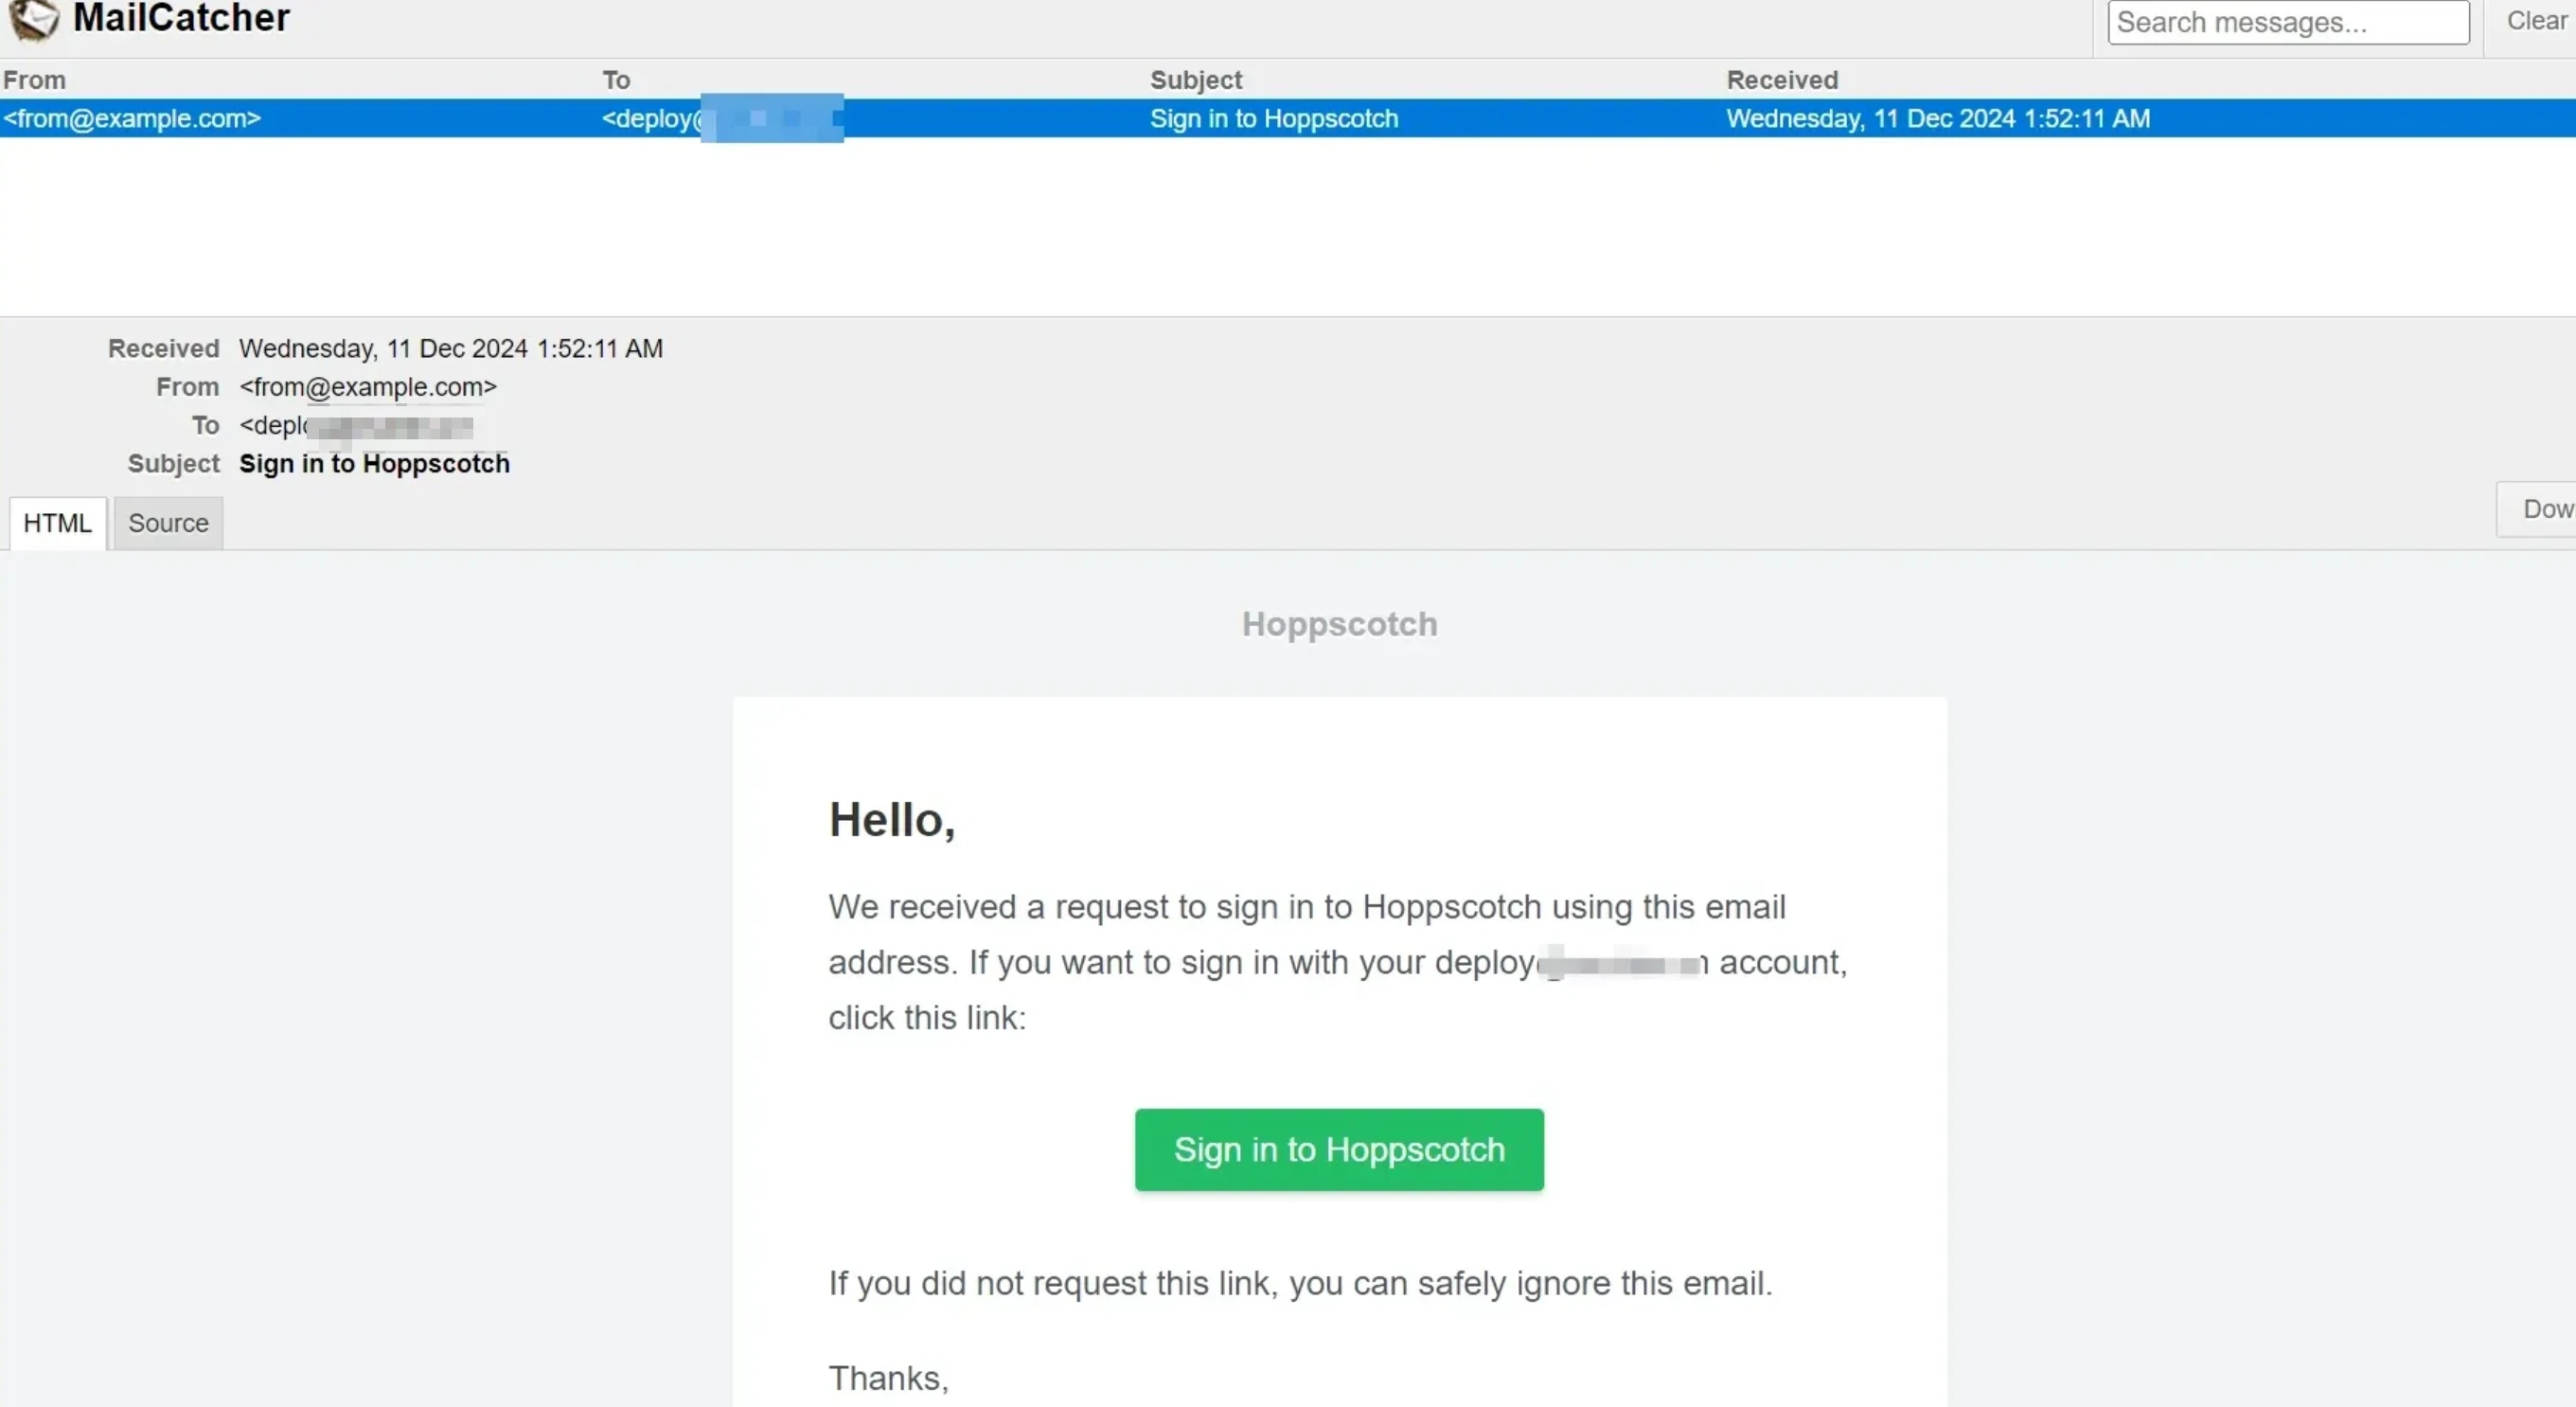 MailCatcher
Search messages...
Clear
From To Subject Received
<from@example.com> <deploy@ Sign in to Hoppscotch Wednesday, 11 Dec 2024 1:52:11 AM
Received Wednesday, 11 Dec 2024 1:52:11 AM
From <from@example.com>
To <depl
Subject Sign in to Hoppscotch
HTML Source
Dow
Hoppscotch
Hello,
We received a request to sign in to Hoppscotch using this email
address. If you want to sign in with your deploy account,
click this link:
Sign in to Hoppscotch
If you did not request this link, you can safely ignore this email.
Thanks,